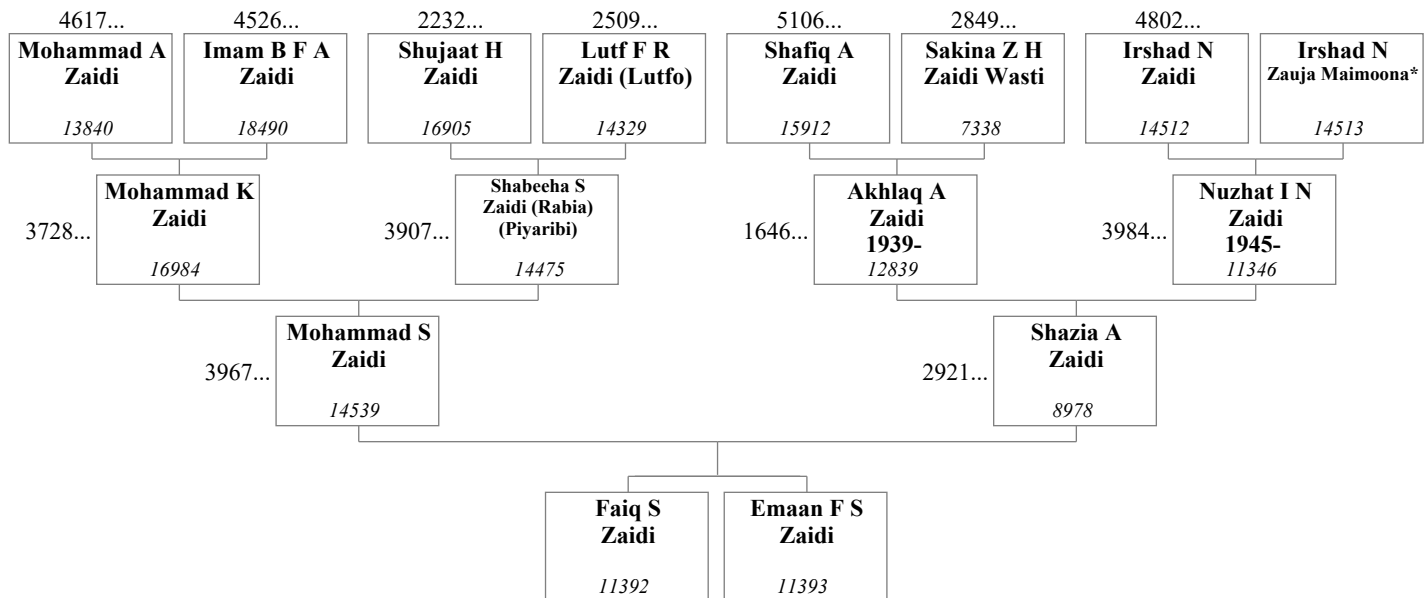 4617... 4526... 2232... 2509... 5106... 2849... 4802...
Mohammad A
Zaidi
13840
Imam B F A
Zaidi
18490
Shujaat H
Zaidi
16905
Lutf F R
Zaidi (Lutfo)
14329
Shafiq A
Zaidi
15912
Sakina Z H
Zaidi Wasti
7338
Irshad N
Zaidi
14512
Irshad N
Zauja Maimoona*
14513
3728...
Mohammad K
Zaidi
16984
3907...
Shabeeha S
Zaidi (Rabia)
(Piyaribi)
14475
1646...
Akhlaq A
Zaidi
1939-
12839
3984...
Nuzhat I N
Zaidi
1945-
11346
3967...
Mohammad S
Zaidi
14539
2921...
Shazia A
Zaidi
8978
Faiq S
Zaidi
11392
Emaan F S
Zaidi
11393